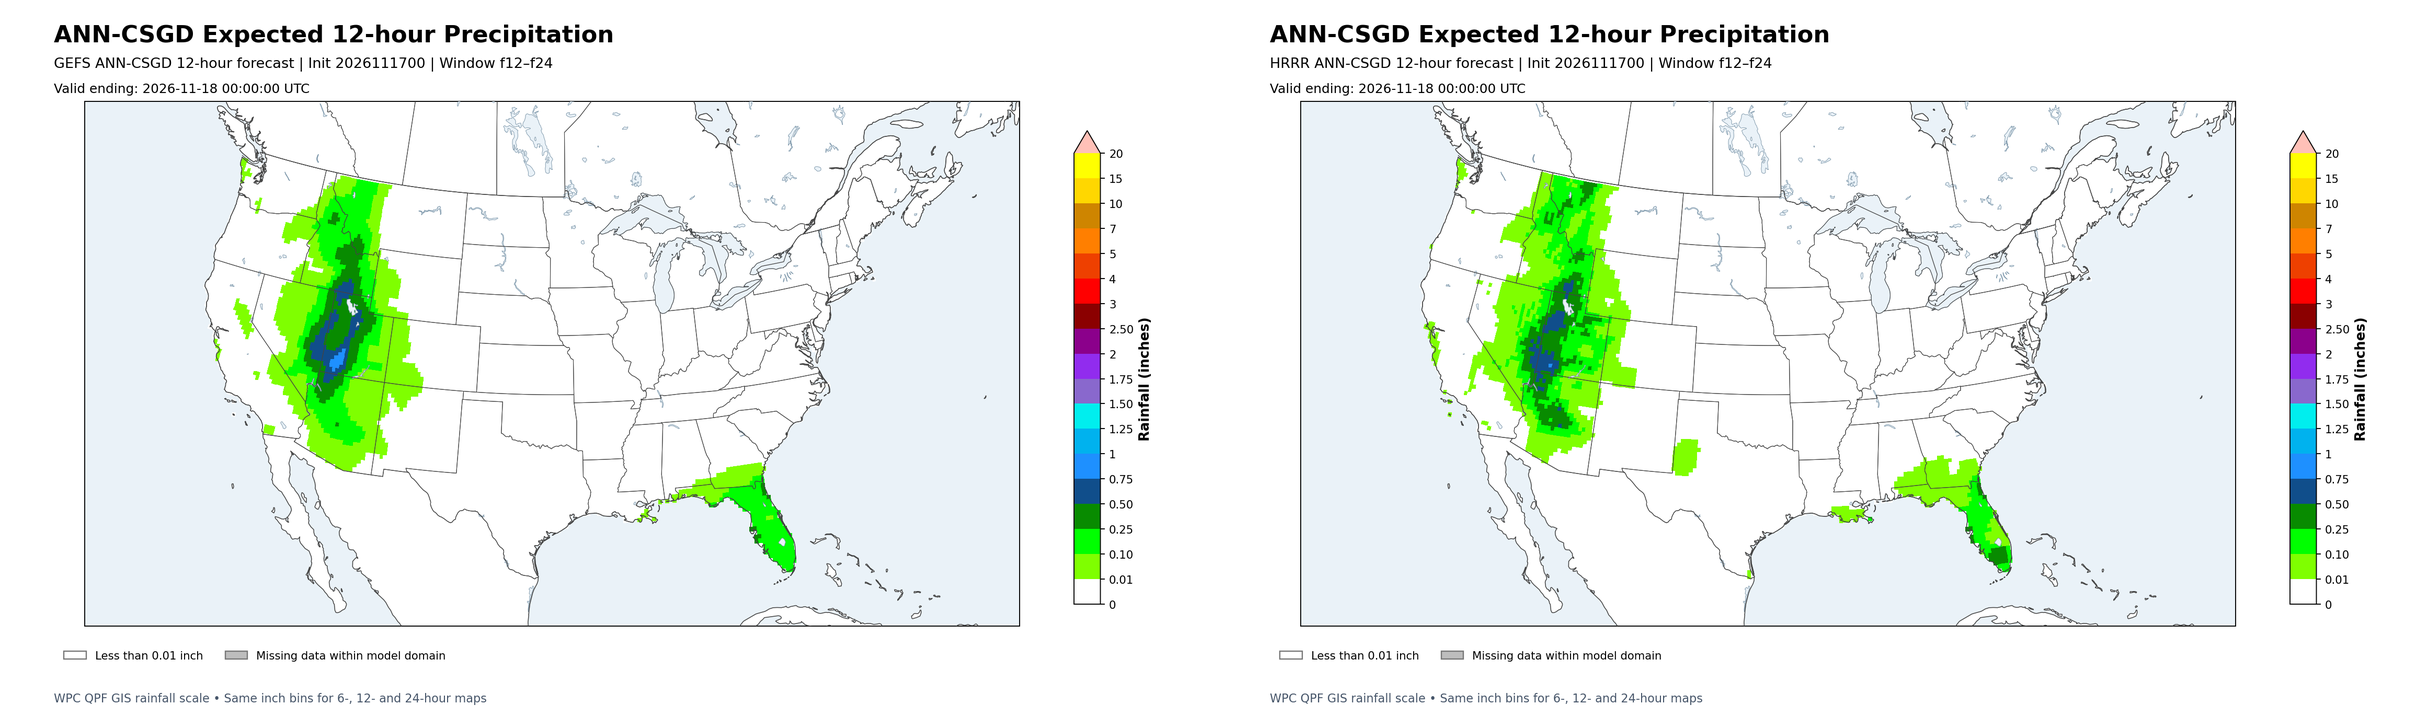 ANN-CSGD Expected 12-hour Precipitation
GEFS ANN-CSGD 12-hour forecast | Init 2026111700 | Window f12–f24
Valid ending: 2026-11-18 00:00:00 UTC
20
15
10
7
5
4
3
2.50
2
1.75
1.50
1.25
1
0.75
0.50
0.25
0.10
0.01
0
Rainfall (inches)
Less than 0.01 inch
Missing data within model domain
WPC QPF GIS rainfall scale • Same inch bins for 6-, 12- and 24-hour maps
ANN-CSGD Expected 12-hour Precipitation
HRRR ANN-CSGD 12-hour forecast | Init 2026111700 | Window f12–f24
Valid ending: 2026-11-18 00:00:00 UTC
20
15
10
7
5
4
3
2.50
2
1.75
1.50
1.25
1
0.75
0.50
0.25
0.10
0.01
0
Rainfall (inches)
Less than 0.01 inch
Missing data within model domain
WPC QPF GIS rainfall scale • Same inch bins for 6-, 12- and 24-hour maps